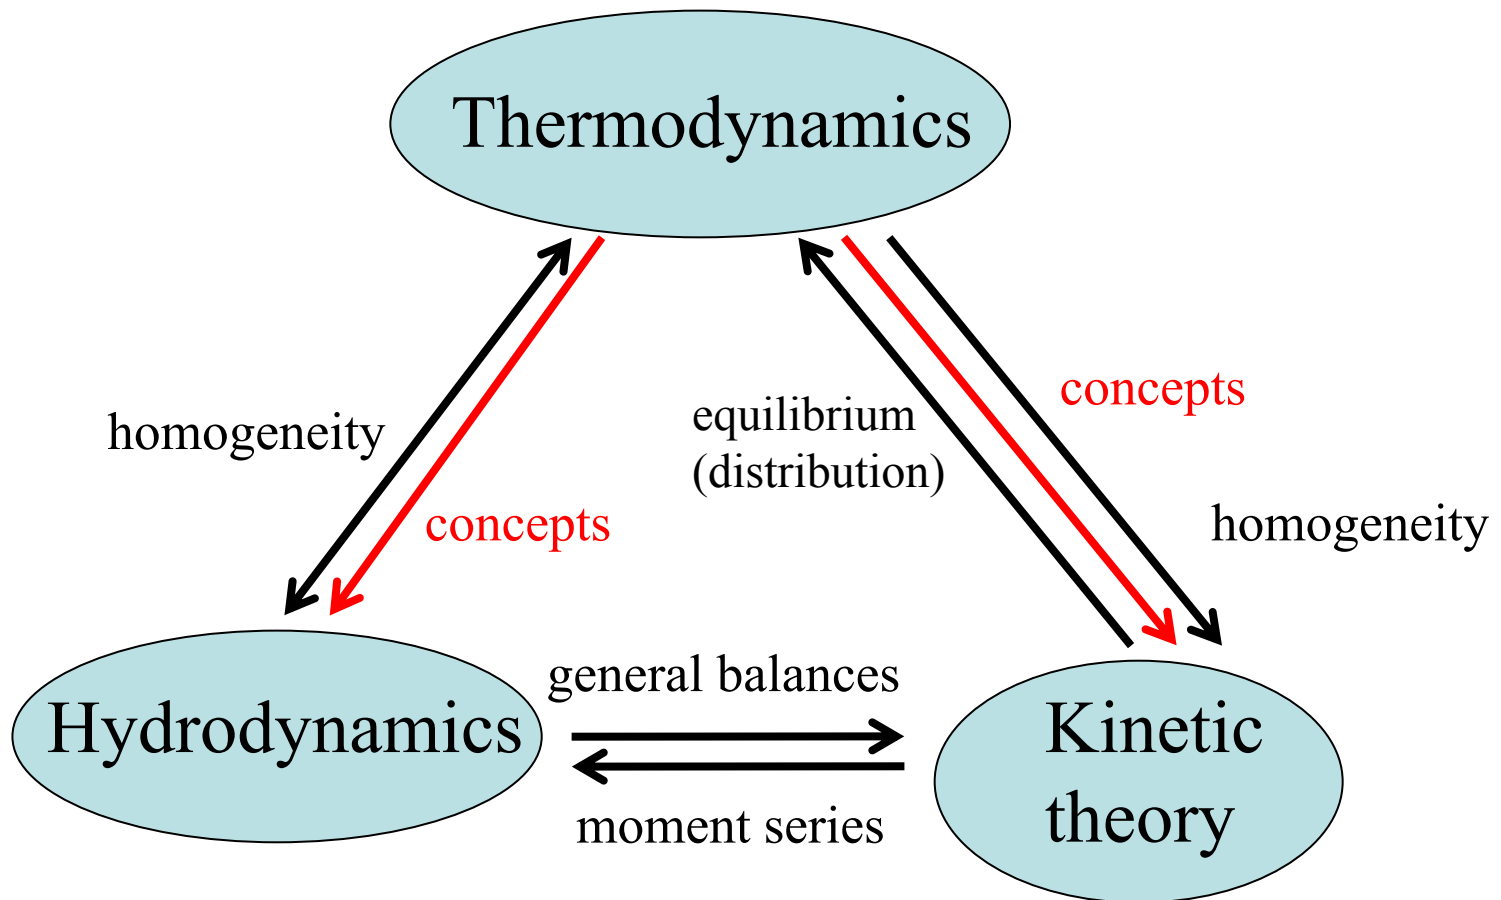 Thermodynamics
homogeneity
concepts
equilibrium
(distribution)
concepts
homogeneity
general balances
Hydrodynamics
moment series
Kinetic
theory